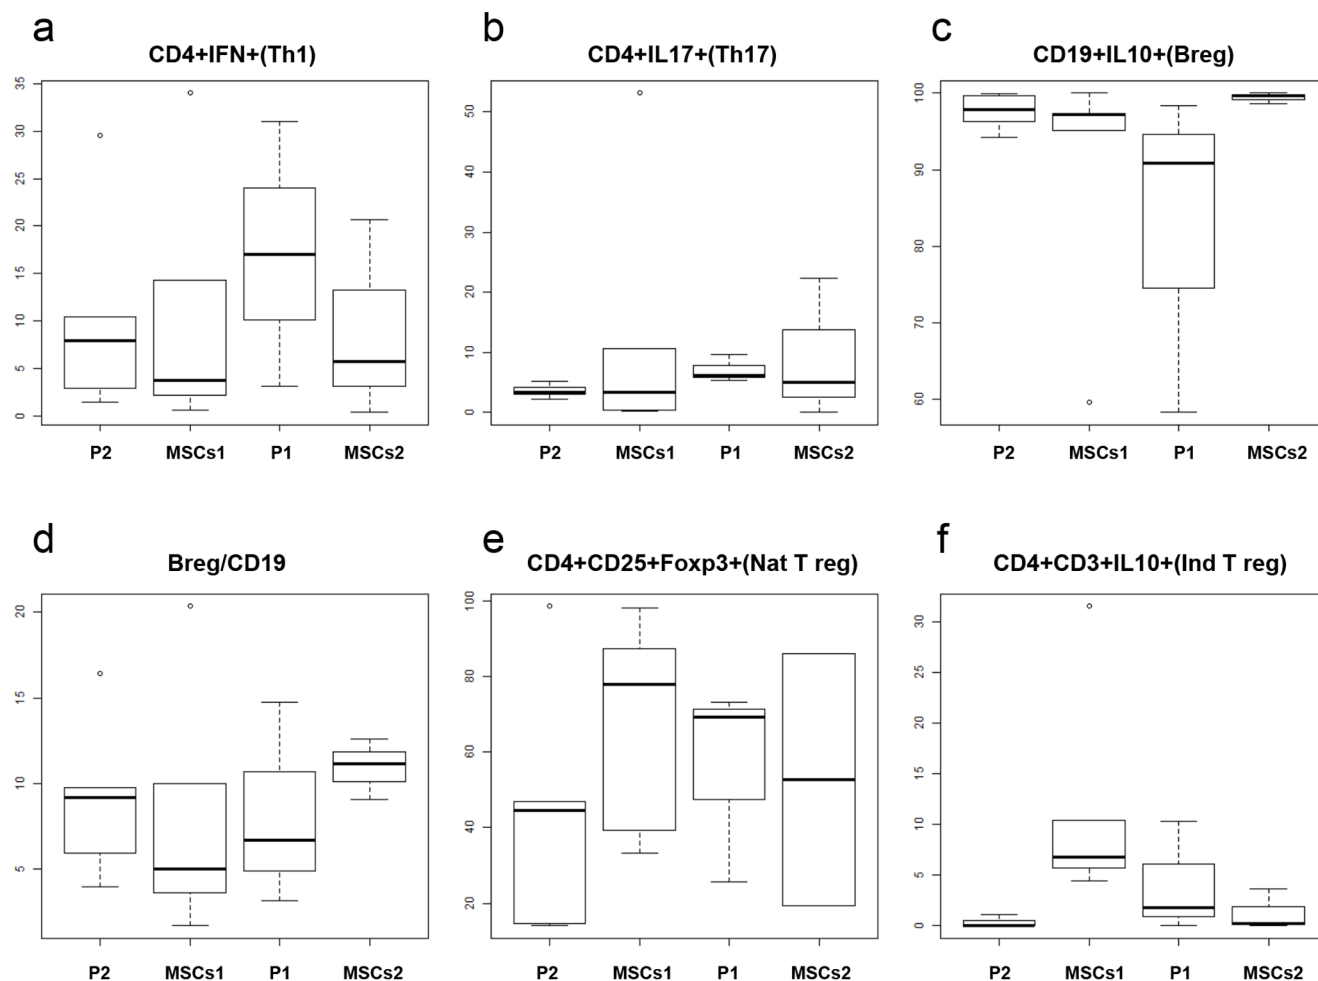 a
CD4+IFN+(Th1)
35
30
25
20
15
10
5
0
P2 MSCs1 P1 MSCs2
b
CD4+IL17+(Th17)
50
40
30
20
10
0
P2 MSCs1 P1 MSCs2
c
CD19+IL10+(Breg)
100
90
80
70
60
P2 MSCs1 P1 MSCs2
d
Breg/CD19
20
15
10
5
P2 MSCs1 P1 MSCs2
e
CD4+CD25+Foxp3+(Nat T reg)
100
80
60
40
20
P2 MSCs1 P1 MSCs2
f
CD4+CD3+IL10+(Ind T reg)
30
25
20
15
10
5
0
P2 MSCs1 P1 MSCs2